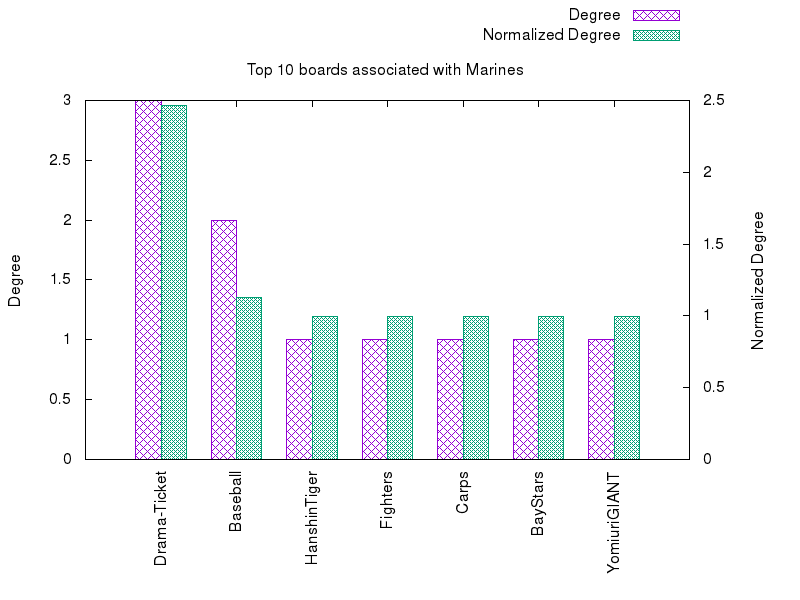 Degree
Normalized Degree
Top 10 boards associated with Marines
3
2.5
2
1.5
1
0.5
0
2.5
2
1.5
1
0.5
0
Degree
Normalized Degree
Drama-Ticket
Baseball
HanshinTiger
Fighters
Carps
BayStars
YomiuriGIANT